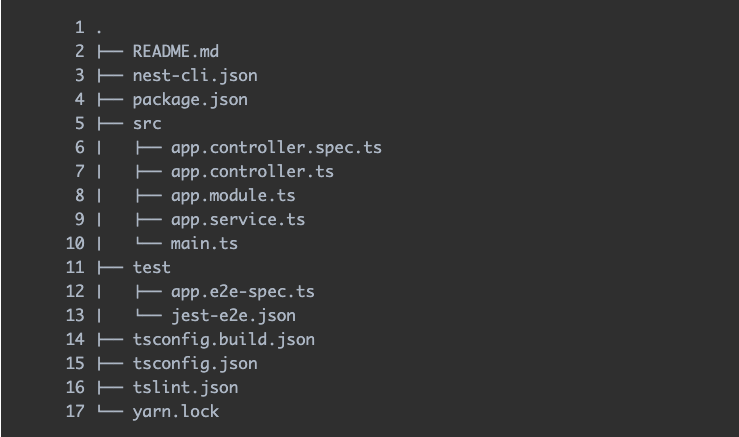 1 .
2 ├── README.md
3 ├── nest-cli.json
4 ├── package.json
5 ├── src
6 |   ├── app.controller.spec.ts
7 |   ├── app.controller.ts
8 |   ├── app.module.ts
9 |   ├── app.service.ts
10 |   └── main.ts
11 ├── test
12 |   ├── app.e2e-spec.ts
13 |   └── jest-e2e.json
14 ├── tsconfig.build.json
15 ├── tsconfig.json
16 ├── tslint.json
17 └── yarn.lock